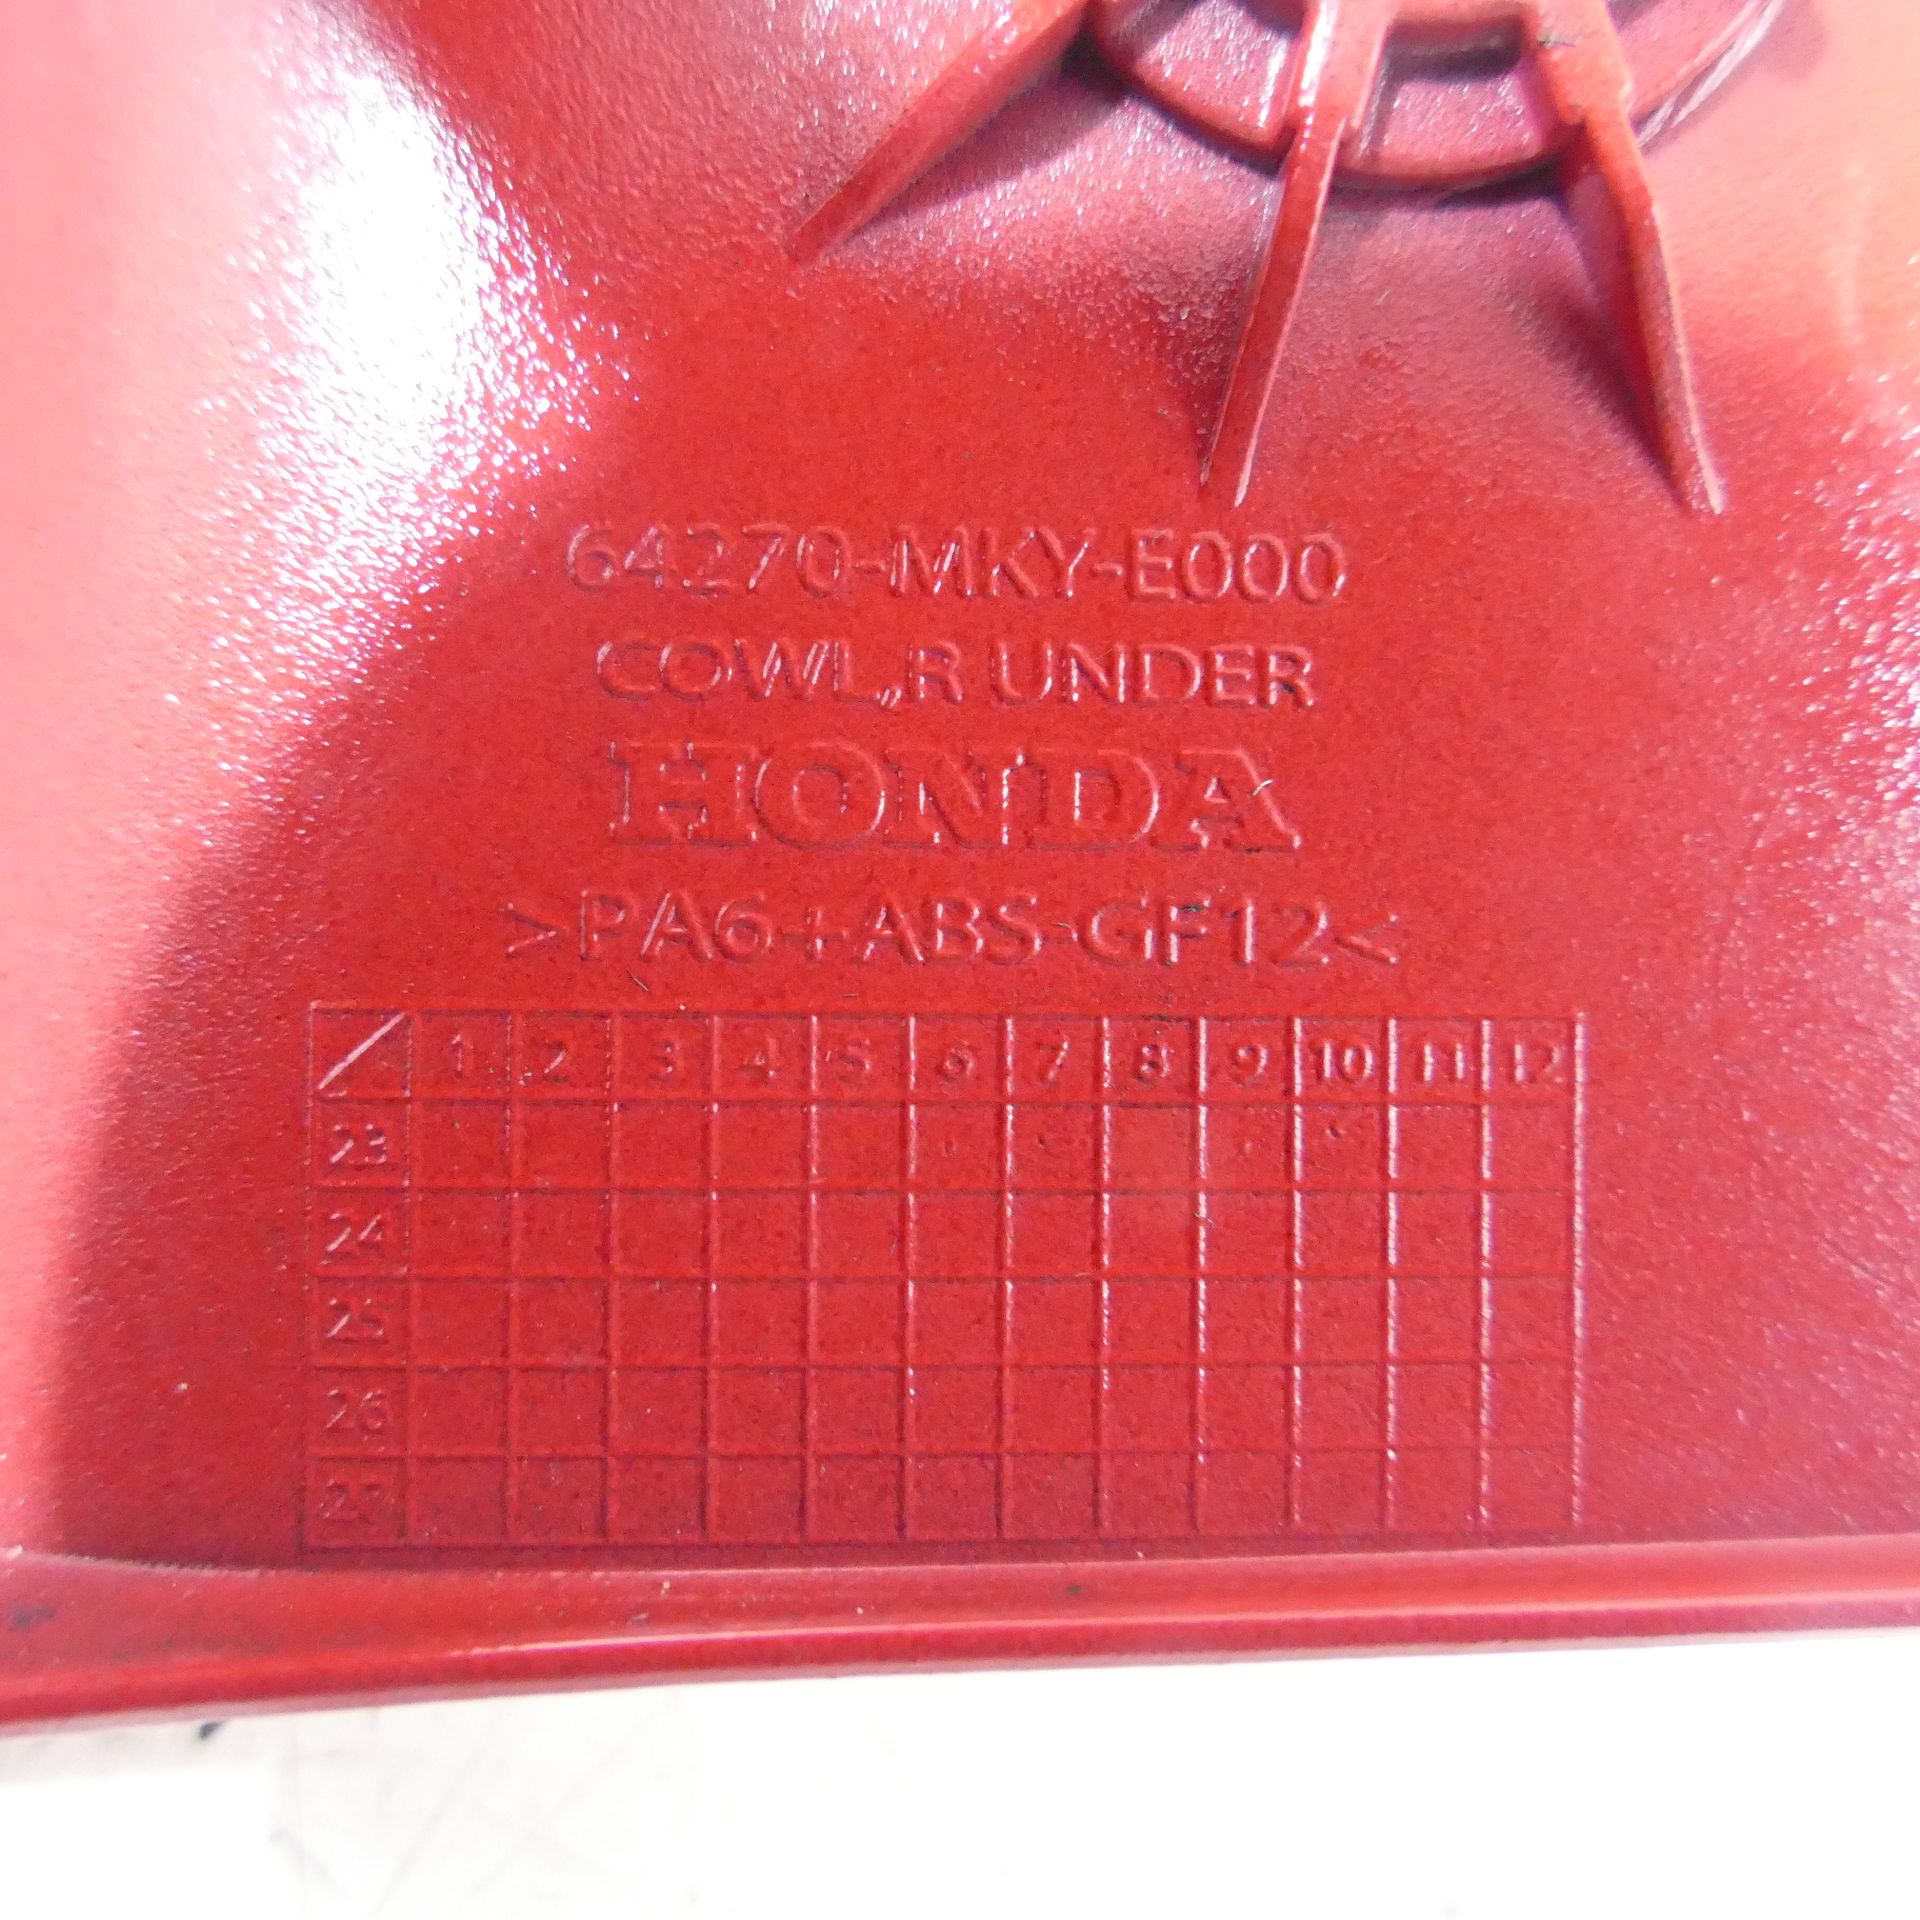 64270-MKY-E000
COWL,R UNDER
HONDA
>PA6+ABS-GF12<
1 2 3 4 5 6 7 8 9 10 11 12
23
24
25
26
27